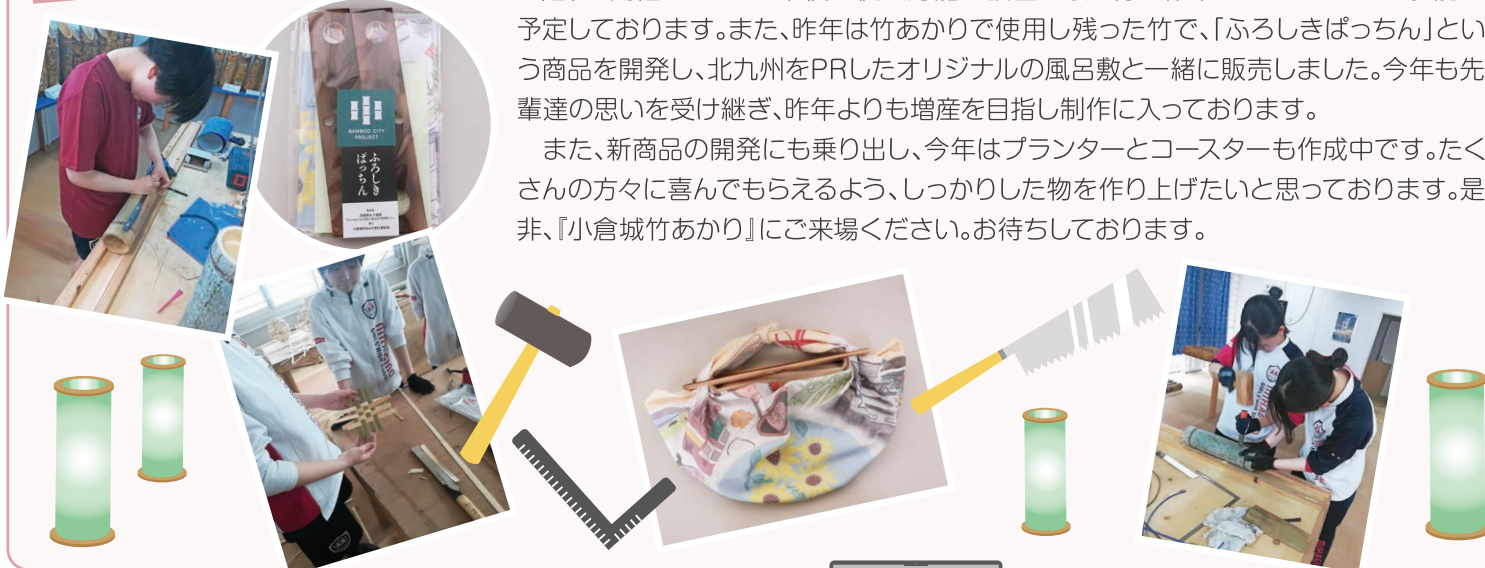 予定しております。また、昨年は竹あかりで使用し残った竹で、「ふろしきぱっちん」とい
う商品を開発し、北九州をPRしたオリジナルの風呂敷と一緒に販売しました。今年も先
輩達の思いを受け継ぎ、昨年よりも増産を目指し制作に入っております。
また、新商品の開発にも乗り出し、今年はプランターとコースターも作成中です。たく
さんの方々に喜んでもらえるよう、しっかりした物を作り上げたいと思っております。是
非、『小倉城竹あかり』にご来場ください。お待ちしております。
BAMBOO CITY
PROJECT
ふろしき
ぱっちん